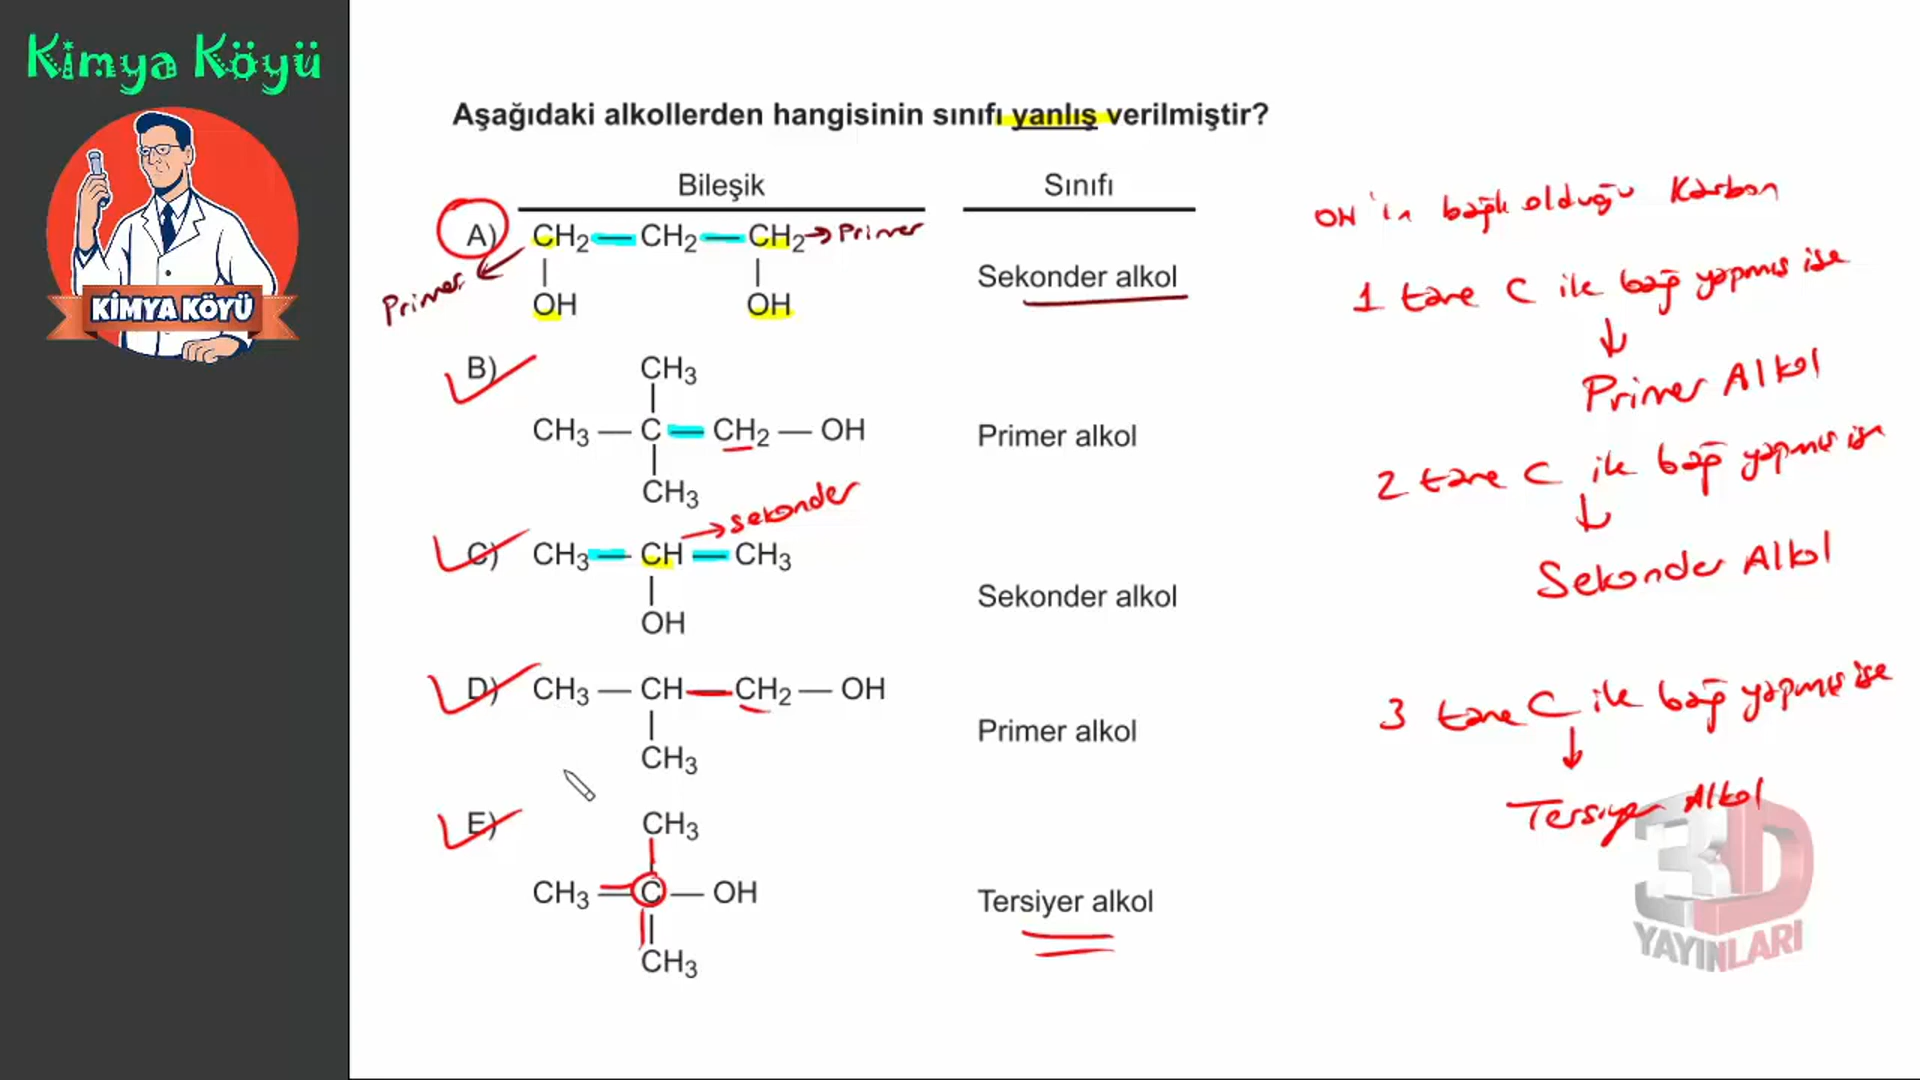 Kimya Köyü
KİMYA KÖYÜ
Aşağıdaki alkollerden hangisinin sınıfı yanlış verilmiştir?
Bileşik Sınıfı
A) CH2 — CH2 — CH2 → Primer
Primer
OH OH
Sekonder alkol
B) CH3
CH3 — C — CH2 — OH
CH3
Primer alkol
→ sekonder
C) CH3 — CH — CH3
OH
Sekonder alkol
D) CH3 — CH — CH2 — OH
CH3
Primer alkol
E) CH3
CH3 — C — OH
CH3
Tersiyer alkol
OH'ın bağlı olduğu Karbon
1 tane C ile bağ yapmış ise
↓
Primer Alkol
2 tane C ile bağ yapmış ise
↓
Sekonder Alkol
3 tane C ile bağ yapmış ise
↓
Tersiyer Alkol
3D
YAYINLARI